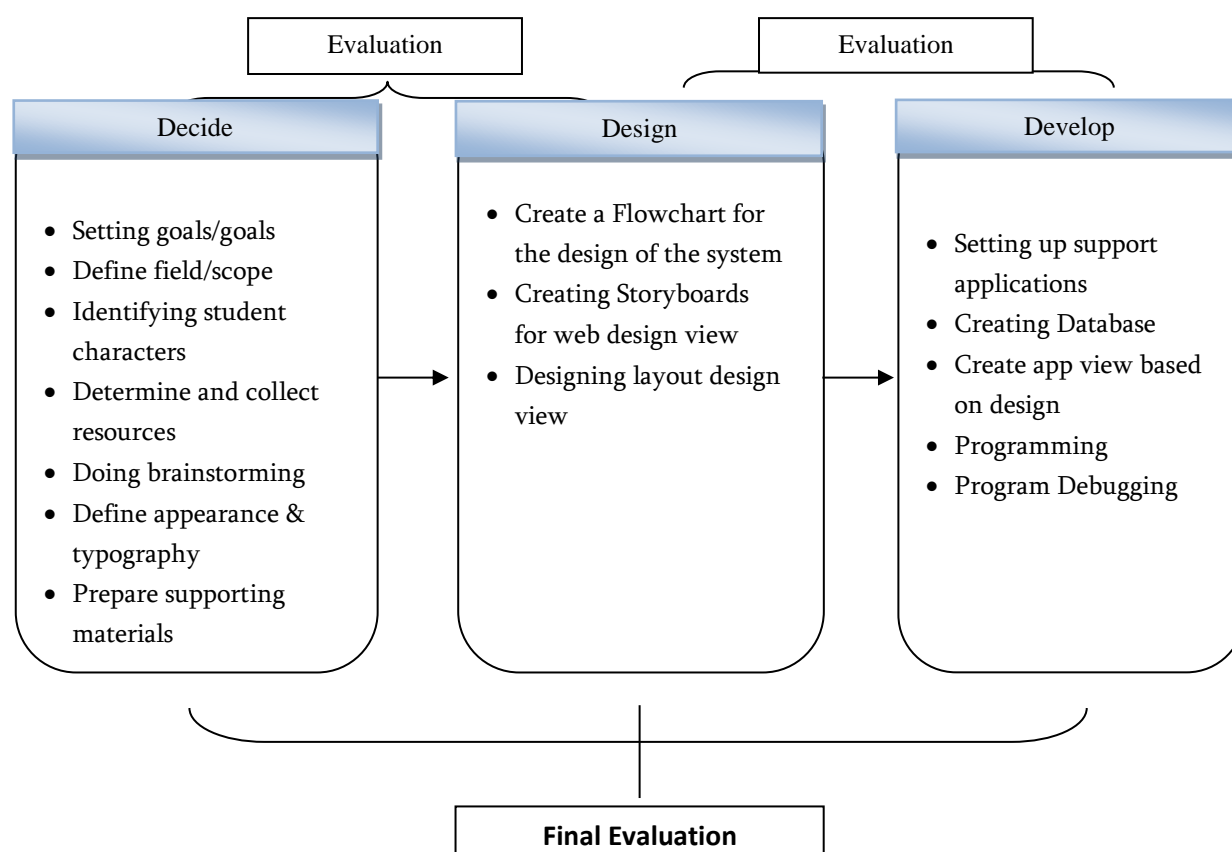 Evaluation
Evaluation
Decide
• Setting goals/goals
• Define field/scope
• Identifying student
characters
• Determine and collect
resources
• Doing brainstorming
• Define appearance &
typography
• Prepare supporting
materials
Design
• Create a Flowchart for
the design of the system
• Creating Storyboards
for web design view
• Designing layout design
view
Develop
• Setting up support
applications
• Creating Database
• Create app view based
on design
• Programming
• Program Debugging
Final Evaluation